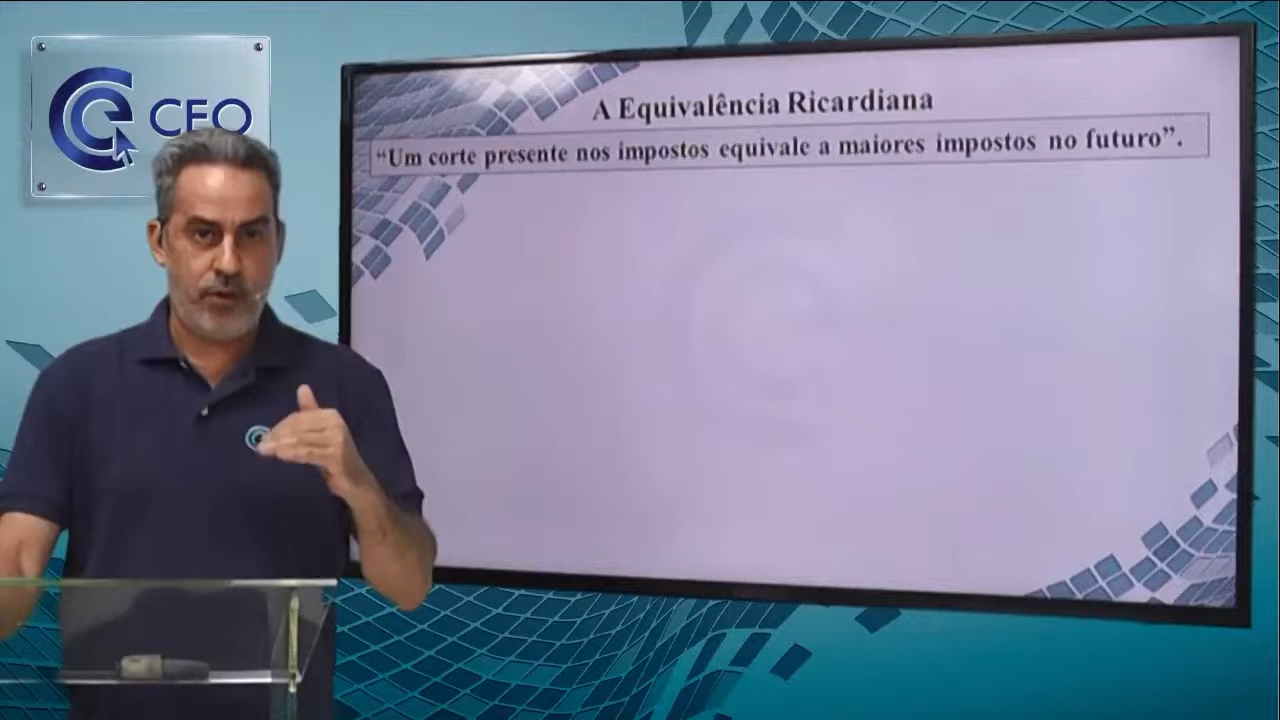 CEO
A Equivalência Ricardiana
“Um corte presente nos impostos equivale a maiores impostos no futuro”.